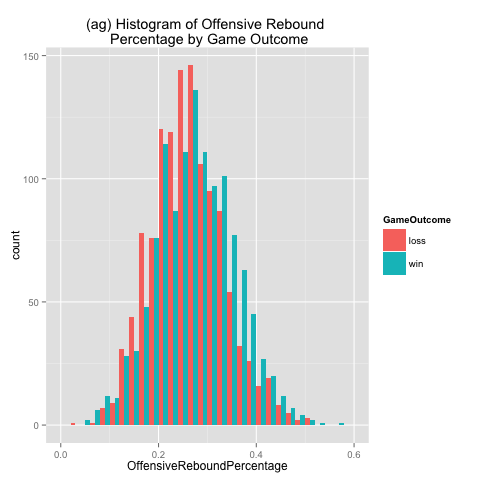 (ag) Histogram of Offensive Rebound
Percentage by Game Outcome
150
100
50
0
count
0.0
0.2
0.4
0.6
OffensiveReboundPercentage
GameOutcome
loss
win